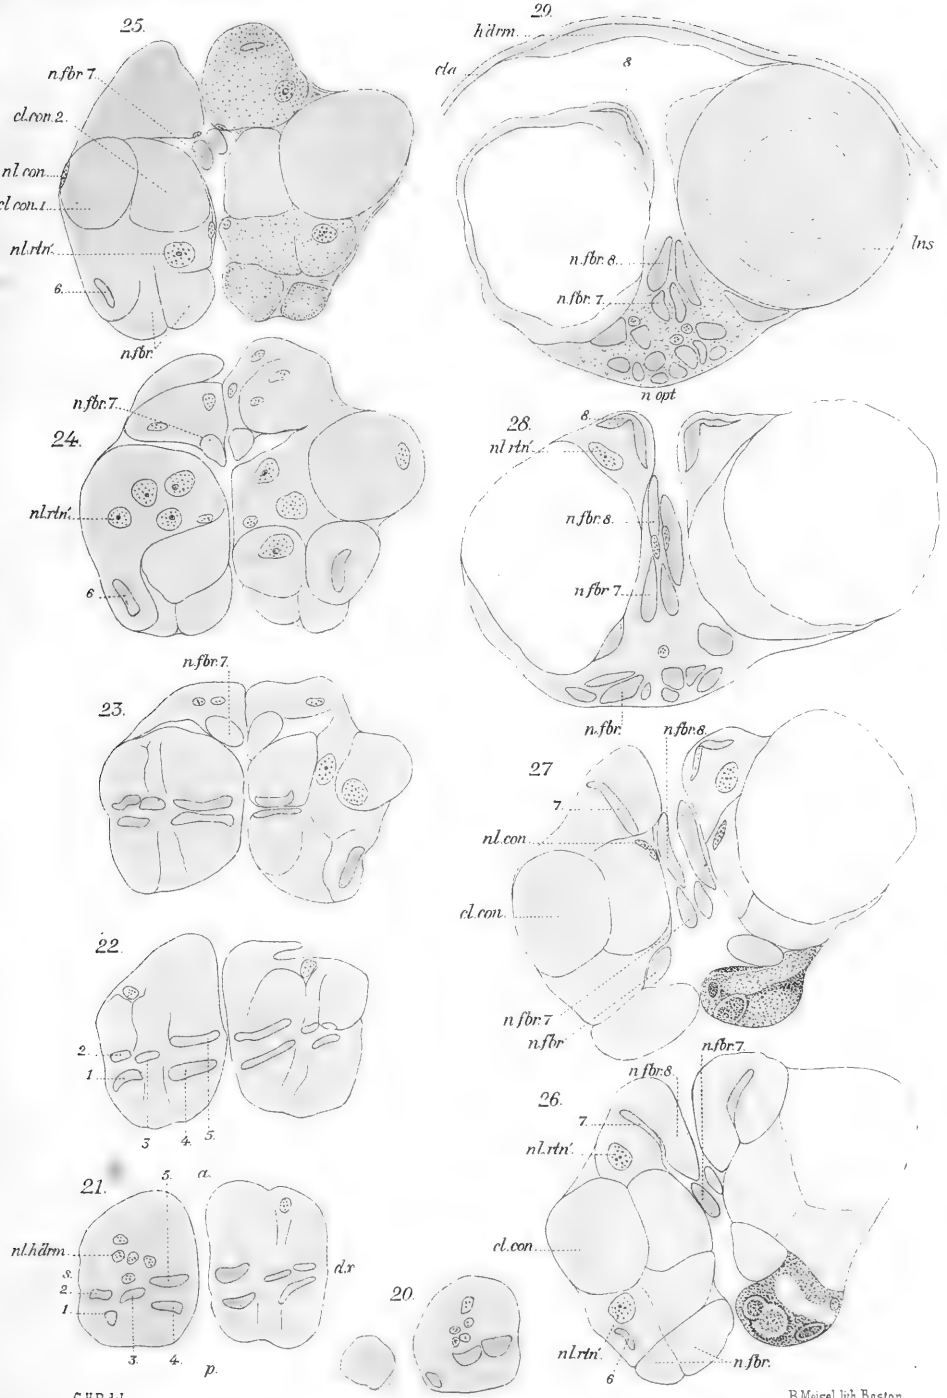 25.
n.fbr 7.
cl.con.2.
nl.con.
cl con.1.
nl.rtn′.
6.
n.fbr.
n.fbr.7.
24.
nl.rtn′.
6
n.fbr.7.
23.
22.
2.
1
3
4.
5.
21.
5.
a.
nl.h'drm
s.
2.
1.
3.
4.
dx
p.
20.
29.
h'drm.
cta
8
lns
n.fbr.8.
n.fbr.7.
n opt
28.
8.
nl rtn′
n.fbr.8.
n.fbr 7.
n.fbr.
n.fbr.8.
27
7.
nl.con
cl.con.
n.fbr.7
n.fbr
n.fbr.7.
n.fbr.8.
26.
7.
nl.rtn′.
cl.con.
nl.rtn′.
6
n.fbr.
B.Meisel, lith. Boston.